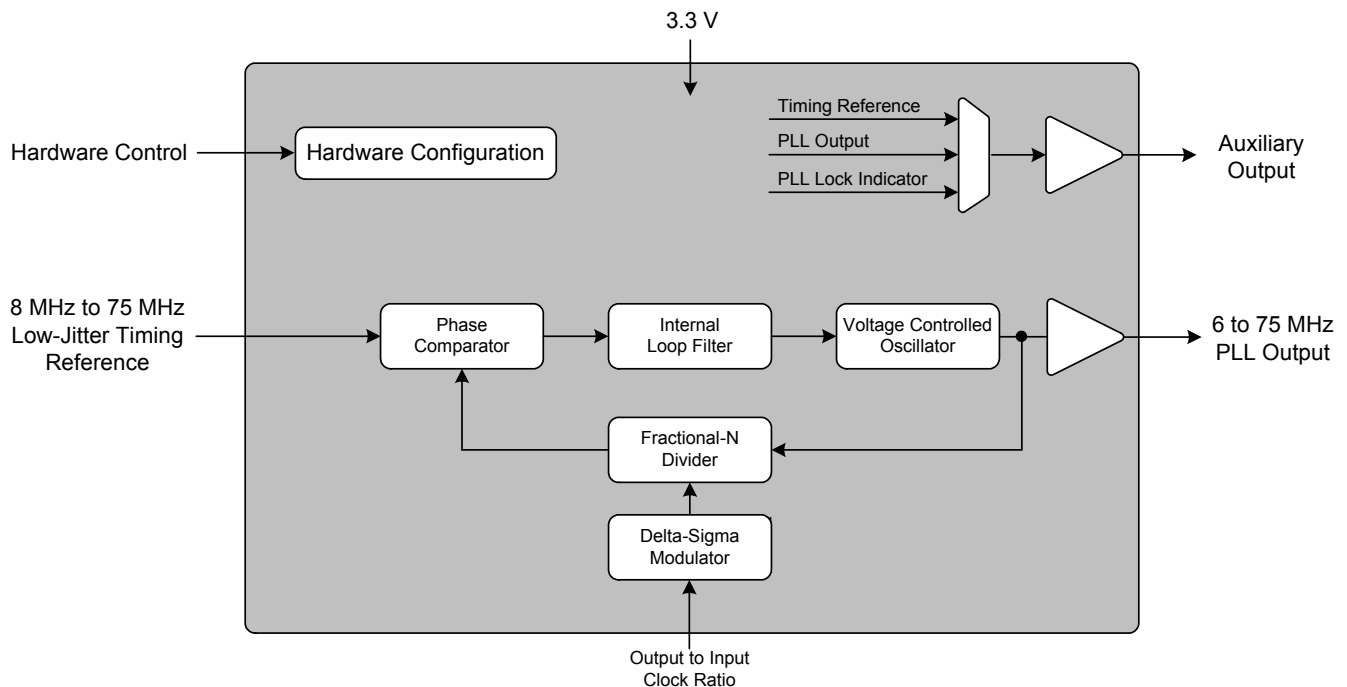 3.3 V
Timing Reference
PLL Output
PLL Lock Indicator
Hardware Control
Hardware Configuration
Auxiliary
Output
8 MHz to 75 MHz
Low-Jitter Timing
Reference
Phase
Comparator
Internal
Loop Filter
Voltage Controlled
Oscillator
6 to 75 MHz
PLL Output
Fractional-N
Divider
Delta-Sigma
Modulator
Output to Input
Clock Ratio